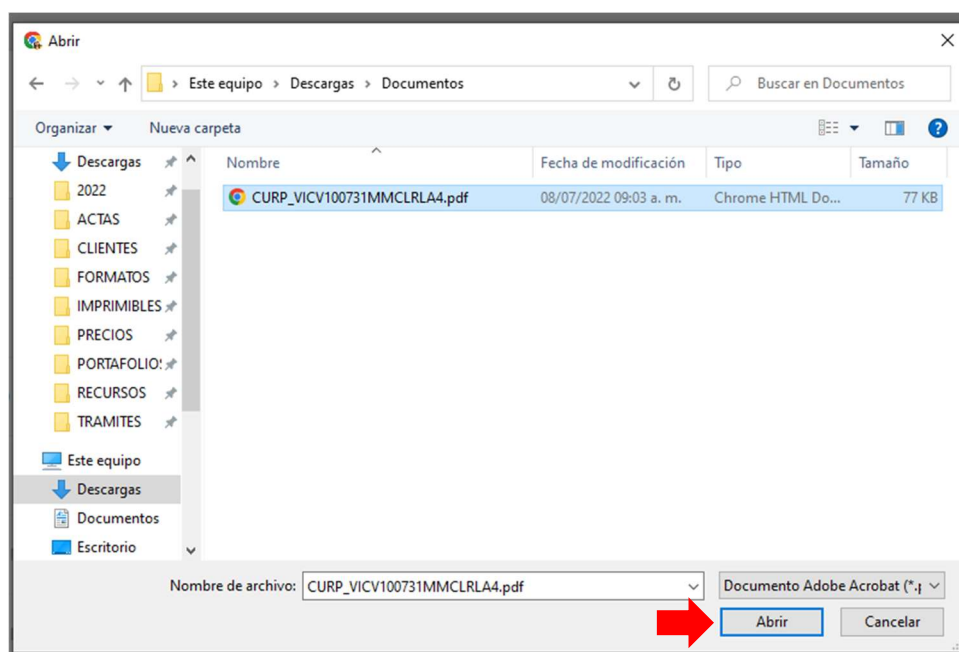 Abrir
Este equipo > Descargas > Documentos
Buscar en Documentos
Organizar
Nueva carpeta
Nombre Fecha de modificación Tipo Tamaño
CURP_VICV100731MMCLRLA4.pdf 08/07/2022 09:03 a. m. Chrome HTML Do... 77 KB
Descargas
2022
ACTAS
CLIENTES
FORMATOS
IMPRIMIBLES
PRECIOS
PORTAFOLIO:
RECURSOS
TRAMITES
Este equipo
Descargas
Documentos
Escritorio
Nombre de archivo: CURP_VICV100731MMCLRLA4.pdf Documento Adobe Acrobat (*.p
Abrir Cancelar